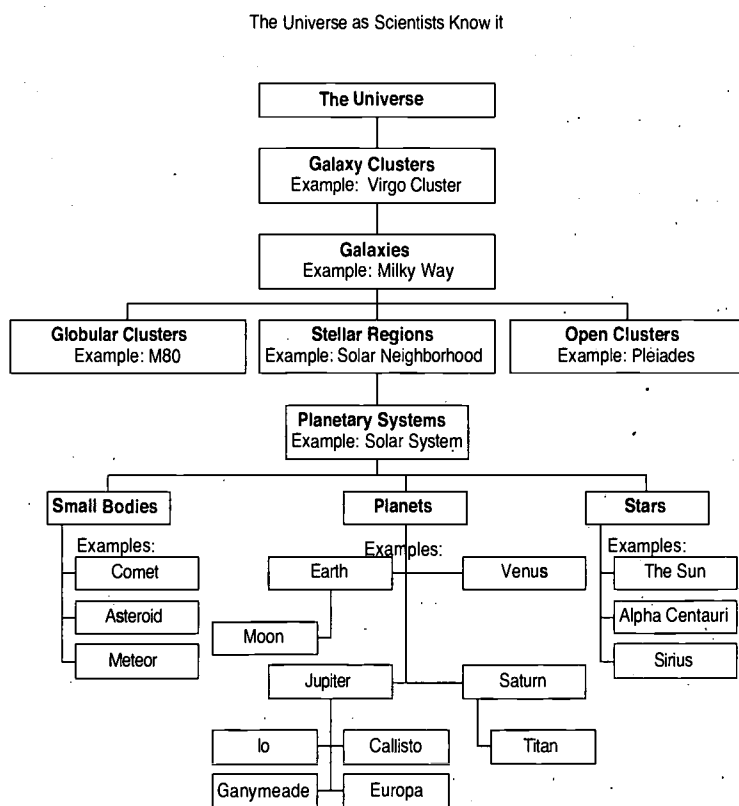 The Universe as Scientists Know it
The Universe
Galaxy Clusters
Example: Virgo Cluster
Galaxies
Example: Milky Way
Globular Clusters
Example: M80
Stellar Regions
Example: Solar Neighborhood
Open Clusters
Example: Pleiades
Planetary Systems
Example: Solar System
Small Bodies
Planets
Stars
Examples:
Examples:
Examples:
Comet
Earth
Venus
The Sun
Asteroid
Moon
Alpha Centauri
Meteor
Jupiter
Saturn
Sirius
Io
Callisto
Titan
Ganymeade
Europa